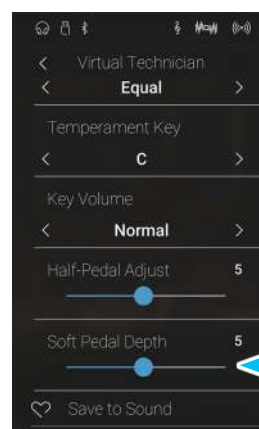 Virtual Technician
Equal
Temperament Key
C
Key Volume
Normal
Half-Pedal Adjust 5
Soft Pedal Depth 5
Save to Sound